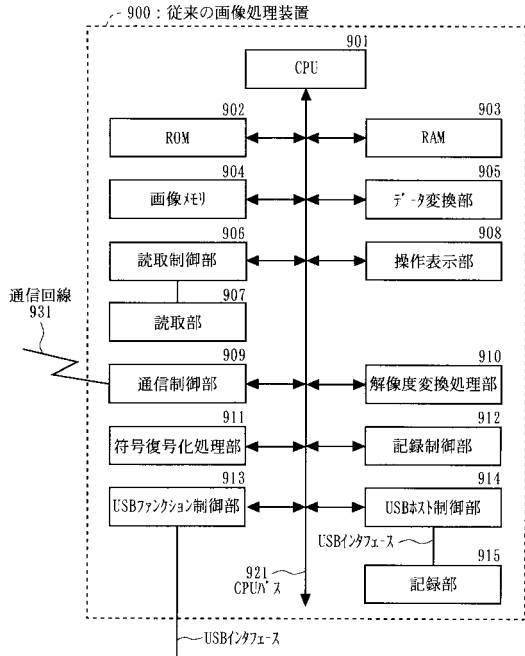 900：従来の画像処理装置
901
CPU
902
ROM
903
RAM
904
画像ﾒﾓﾘ
905
ﾃﾞｰﾀ変換部
906
読取制御部
908
操作表示部
907
読取部
通信回線
931
909
通信制御部
910
解像度変換処理部
911
符号復号化処理部
912
記録制御部
913
USBﾌｧﾝｸｼｮﾝ制御部
914
USBﾎｽﾄ制御部
USBｲﾝﾀﾌｪｰｽ
915
記録部
921
CPUﾊﾞｽ
USBｲﾝﾀﾌｪｰｽ